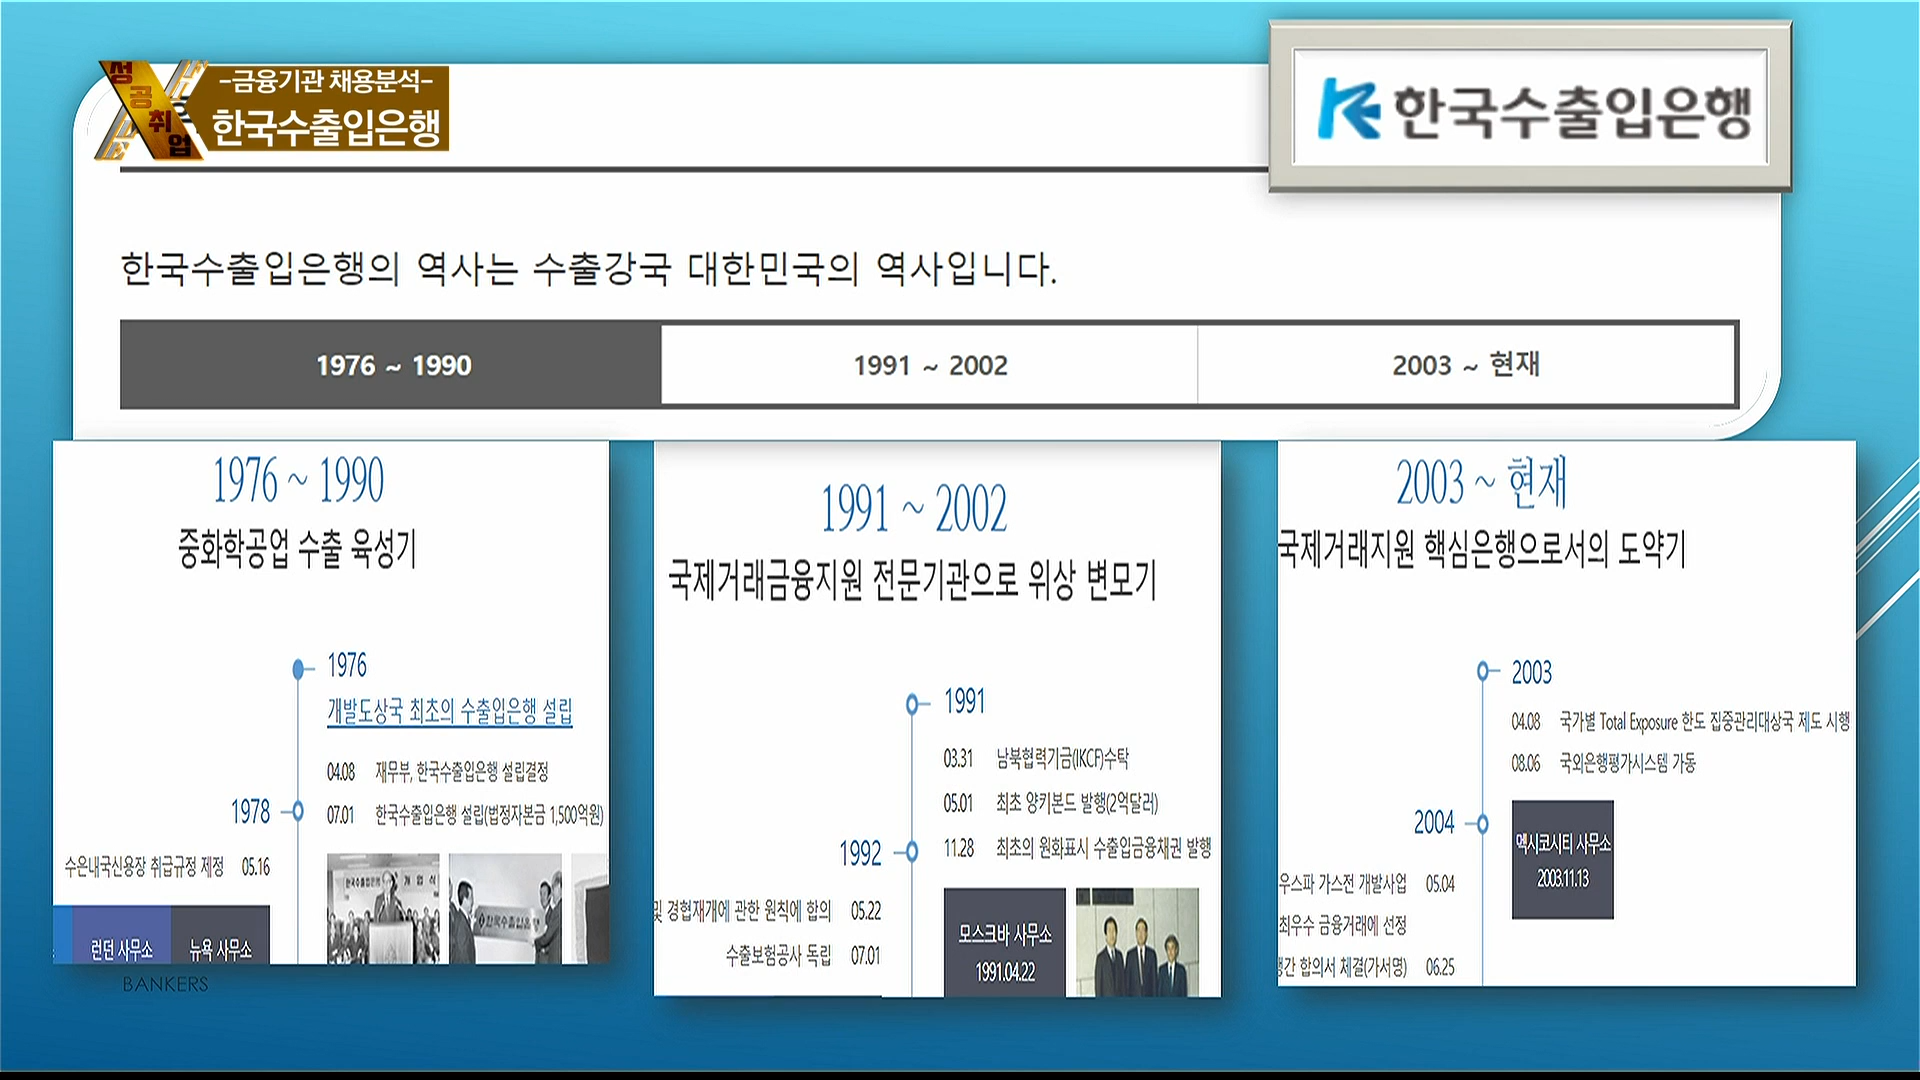 성공취업
-금융기관 채용분석-
한국수출입은행
한국수출입은행
한국수출입은행의 역사는 수출강국 대한민국의 역사입니다.
1976 ~ 1990
1991 ~ 2002
2003 ~ 현재
1976 ~ 1990
중화학공업 수출 육성기
1976
개발도상국 최초의 수출입은행 설립
04.08 재무부, 한국수출입은행 설립결정
07.01 한국수출입은행 설립(법정자본금 1,500억원)
1978
수은내국신용장 취급규정 제정 05.16
런던 사무소
뉴욕 사무소
BANKERS
1991 ~ 2002
국제거래금융지원 전문기관으로 위상 변모기
1991
03.31 남북협력기금(IKCF)수탁
05.01 최초 양키본드 발행(2억달러)
11.28 최초의 원화표시 수출입금융채권 발행
1992
및 경협재개에 관한 원칙에 합의 05.22
수출보험공사 독립 07.01
모스크바 사무소
1991.04.22
2003 ~ 현재
국제거래지원 핵심은행으로서의 도약기
2003
04.08 국가별 Total Exposure 한도 집중관리대상국 제도 시행
08.06 국외은행평가시스템 가동
2004
멕시코시티 사무소
2003.11.13
우스파 가스전 개발사업 05.04
최우수 금융거래에 선정
행간 합의서 체결(가서명) 06.25